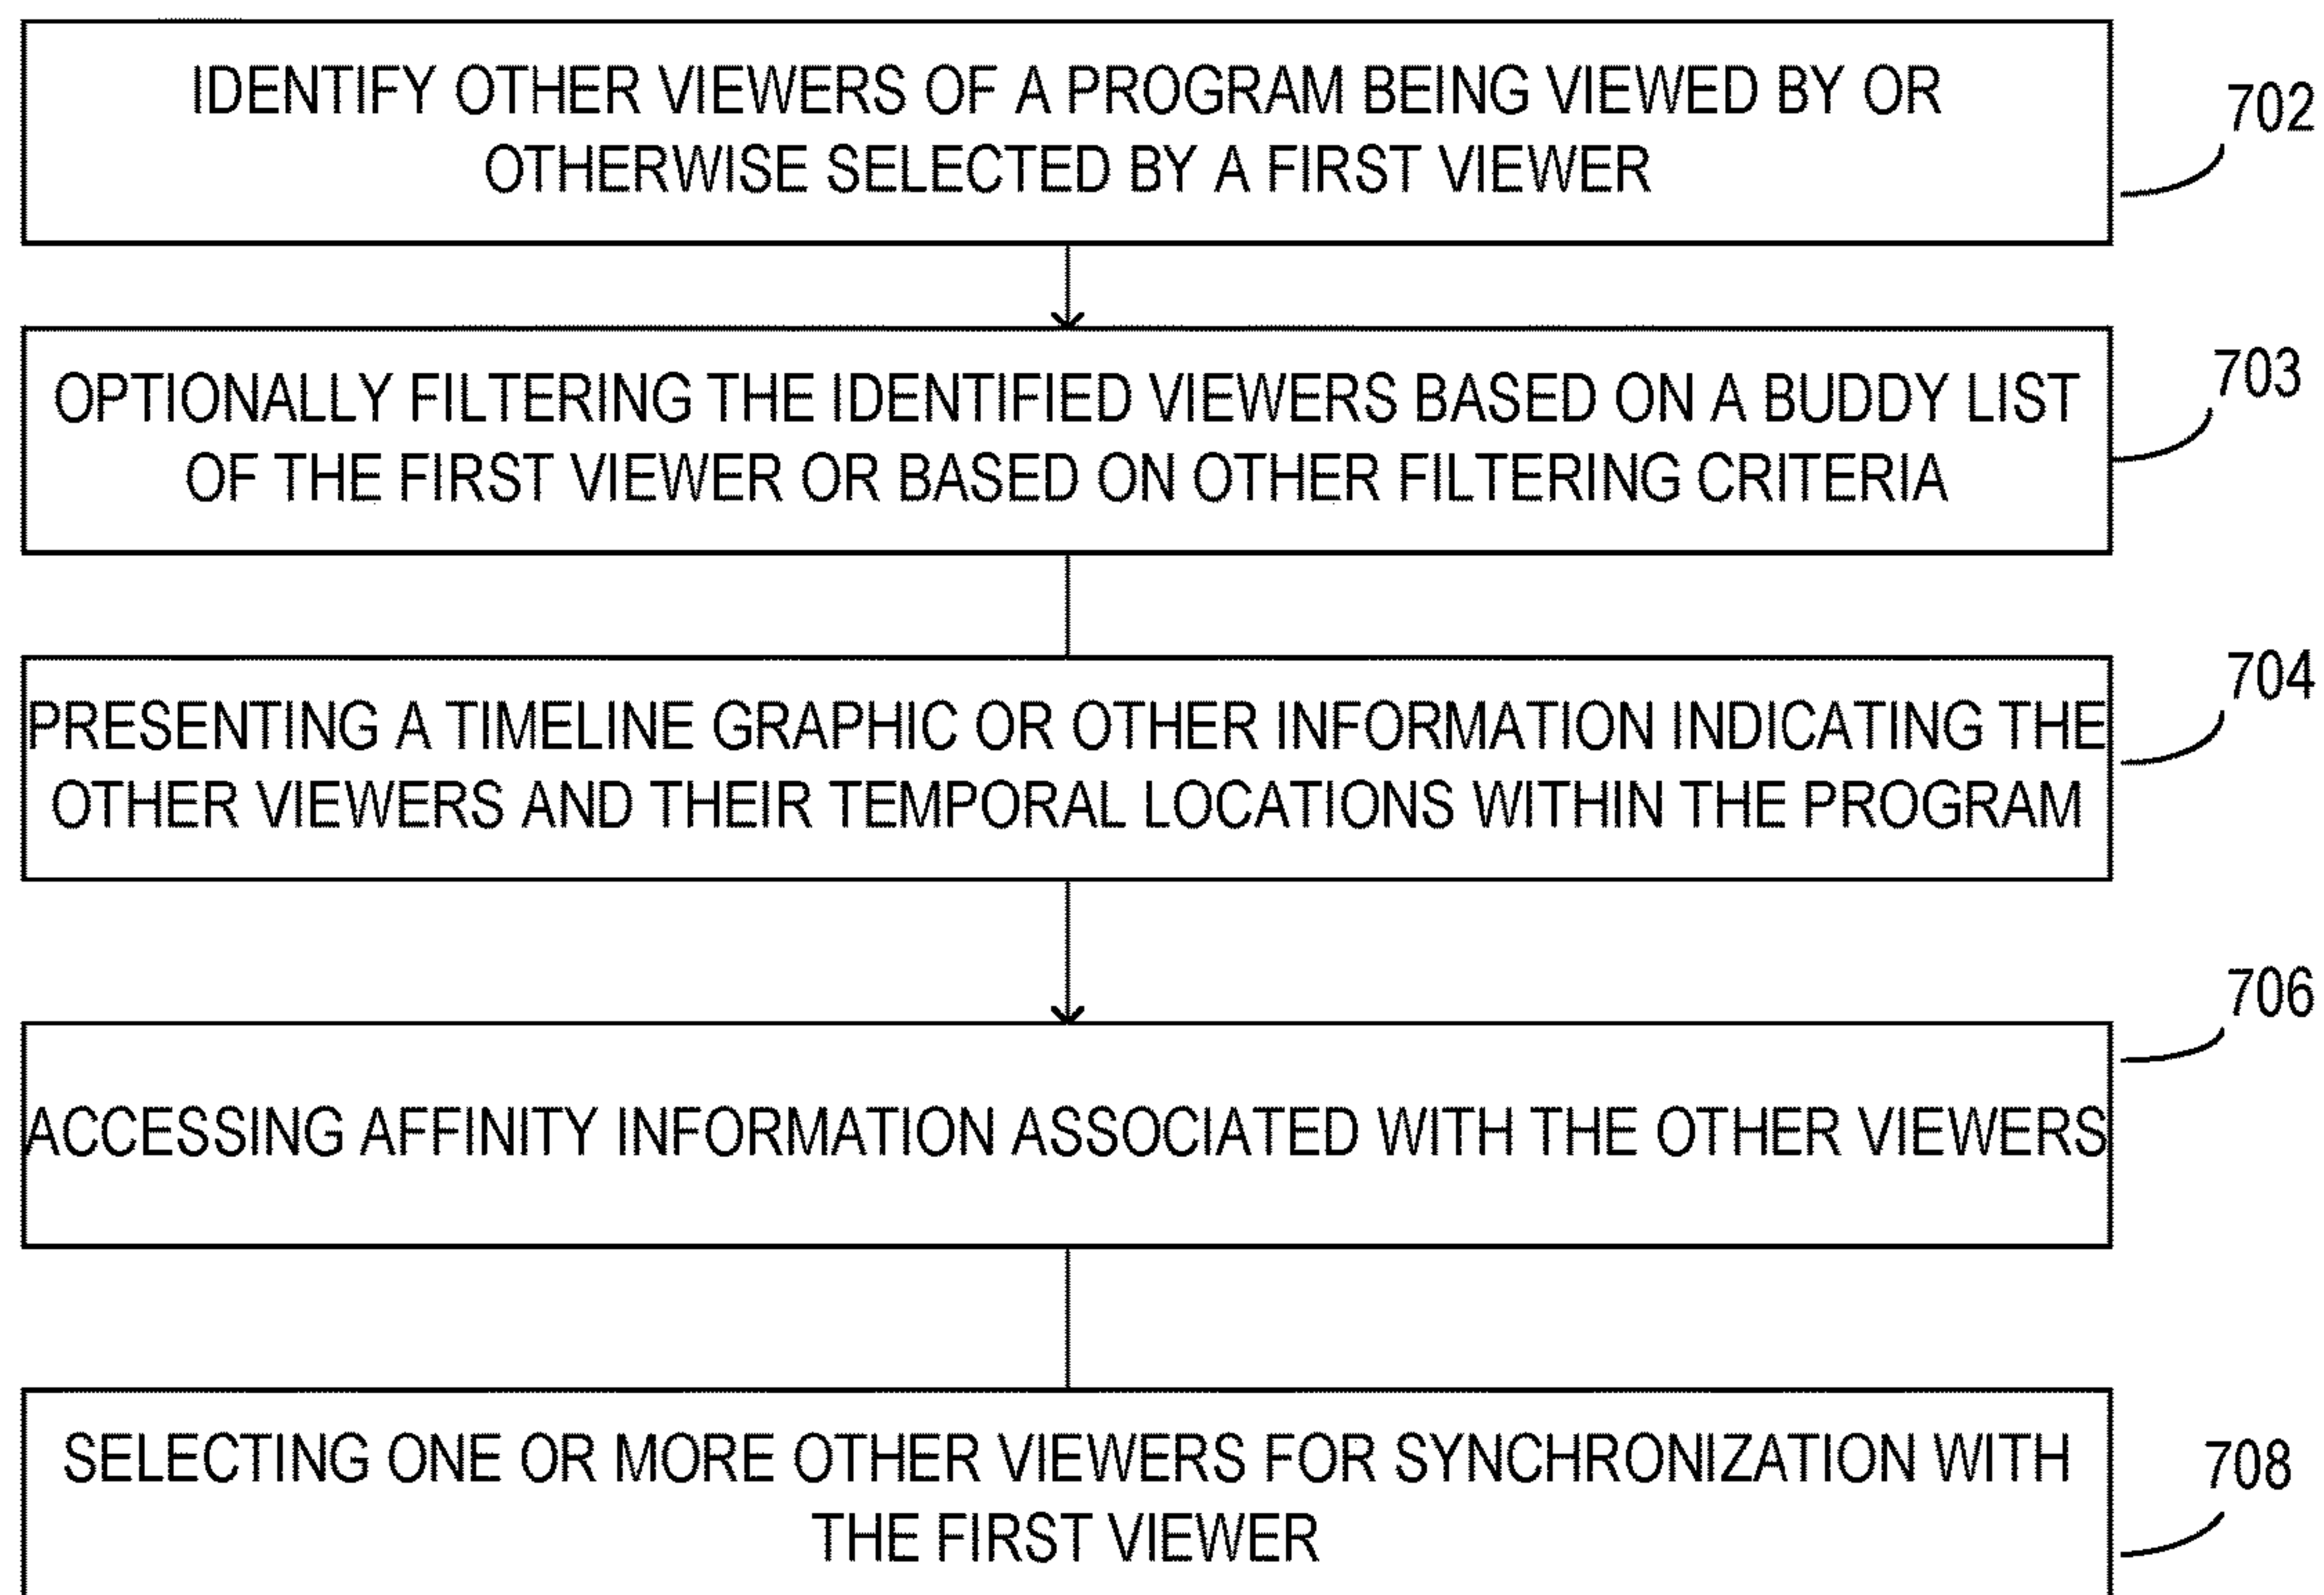 IDENTIFY OTHER VIEWERS OF A PROGRAM BEING VIEWED BY OR
OTHERWISE SELECTED BY A FIRST VIEWER
702
OPTIONALLY FILTERING THE IDENTIFIED VIEWERS BASED ON A BUDDY LIST
OF THE FIRST VIEWER OR BASED ON OTHER FILTERING CRITERIA
703
PRESENTING A TIMELINE GRAPHIC OR OTHER INFORMATION INDICATING THE
OTHER VIEWERS AND THEIR TEMPORAL LOCATIONS WITHIN THE PROGRAM
704
ACCESSING AFFINITY INFORMATION ASSOCIATED WITH THE OTHER VIEWERS
706
SELECTING ONE OR MORE OTHER VIEWERS FOR SYNCHRONIZATION WITH
THE FIRST VIEWER
708